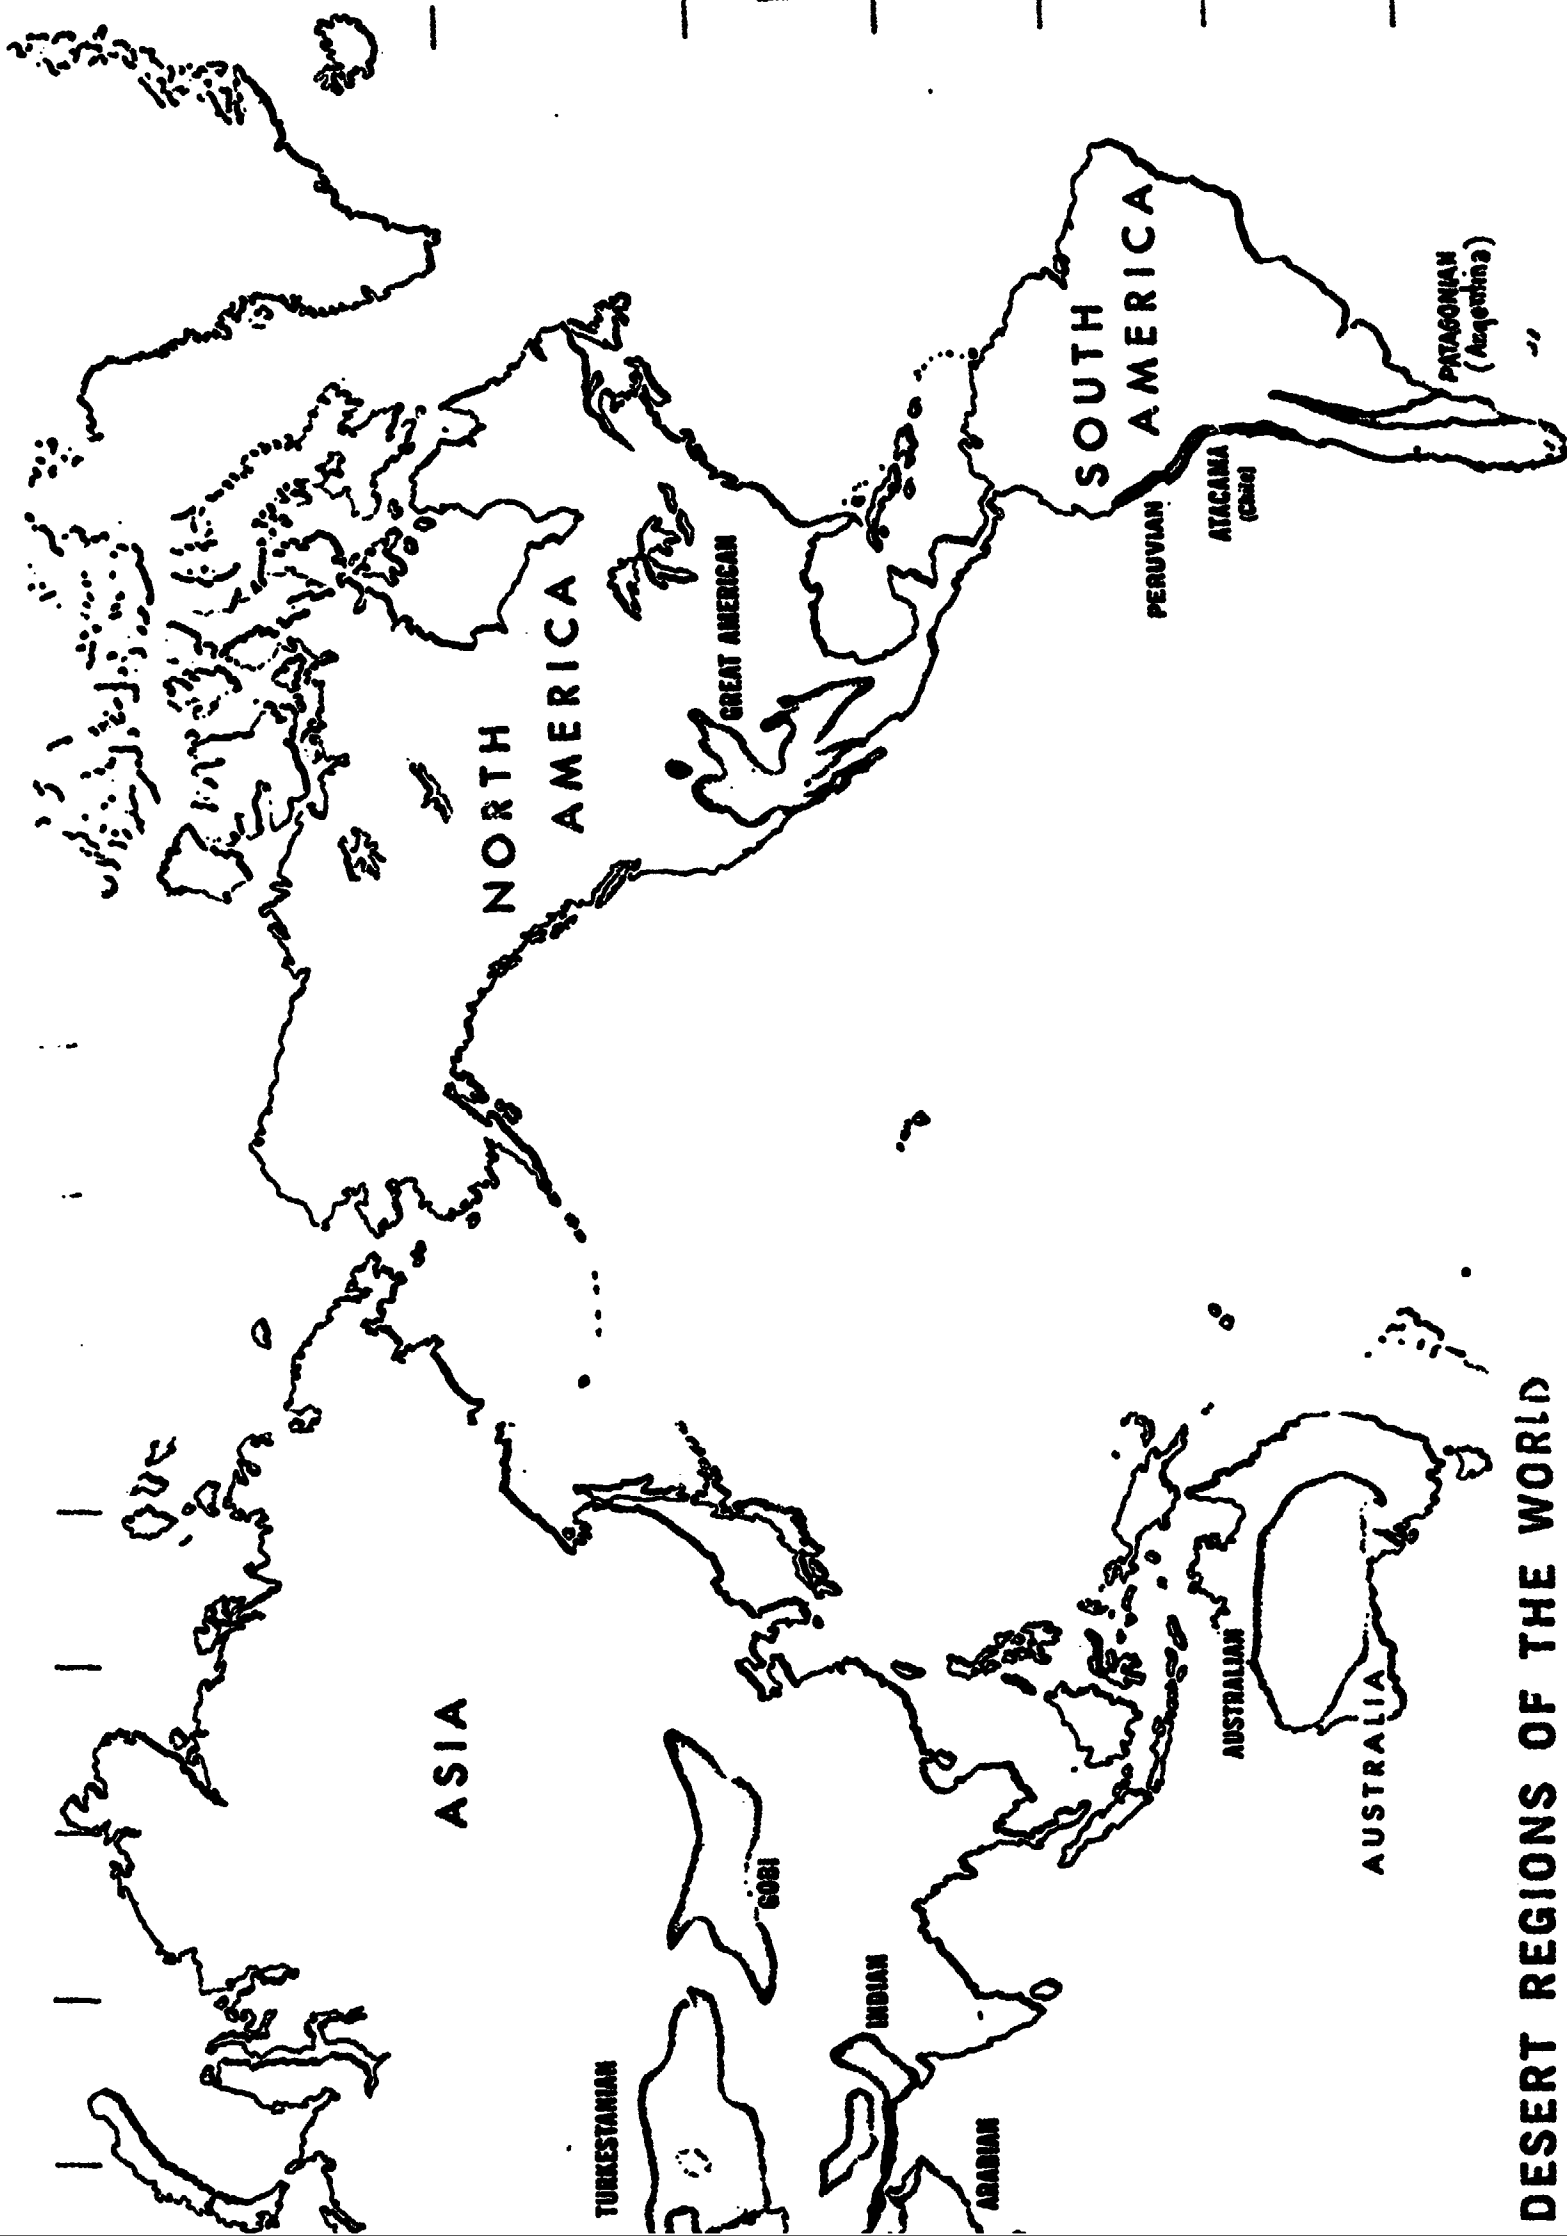 ASIA
NORTH
AMERICA
TURKESTANIAN
GOBI
GREAT AMERICAN
INDIAN
ARABIAN
SOUTH
AMERICA
PERUVIAN
ATACAMA
(Chile)
AUSTRALIAN
AUSTRALIA
PATAGONIAN
(Argentina)
DESERT REGIONS OF THE WORLD